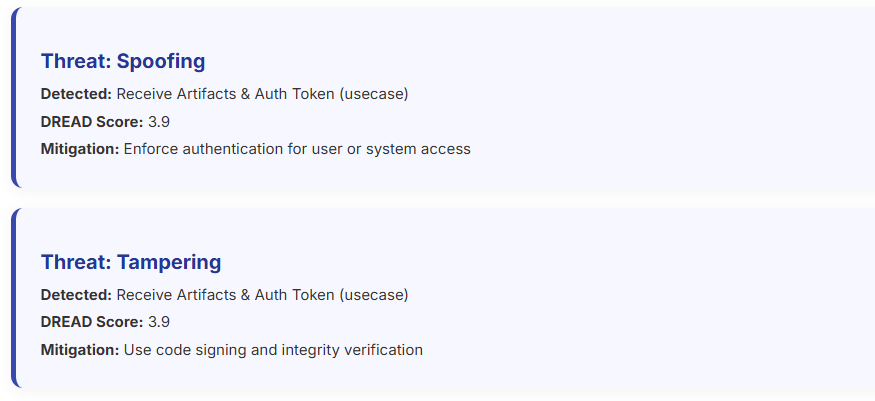 Threat: Spoofing
Detected: Receive Artifacts & Auth Token (usecase)
DREAD Score: 3.9
Mitigation: Enforce authentication for user or system access
Threat: Tampering
Detected: Receive Artifacts & Auth Token (usecase)
DREAD Score: 3.9
Mitigation: Use code signing and integrity verification